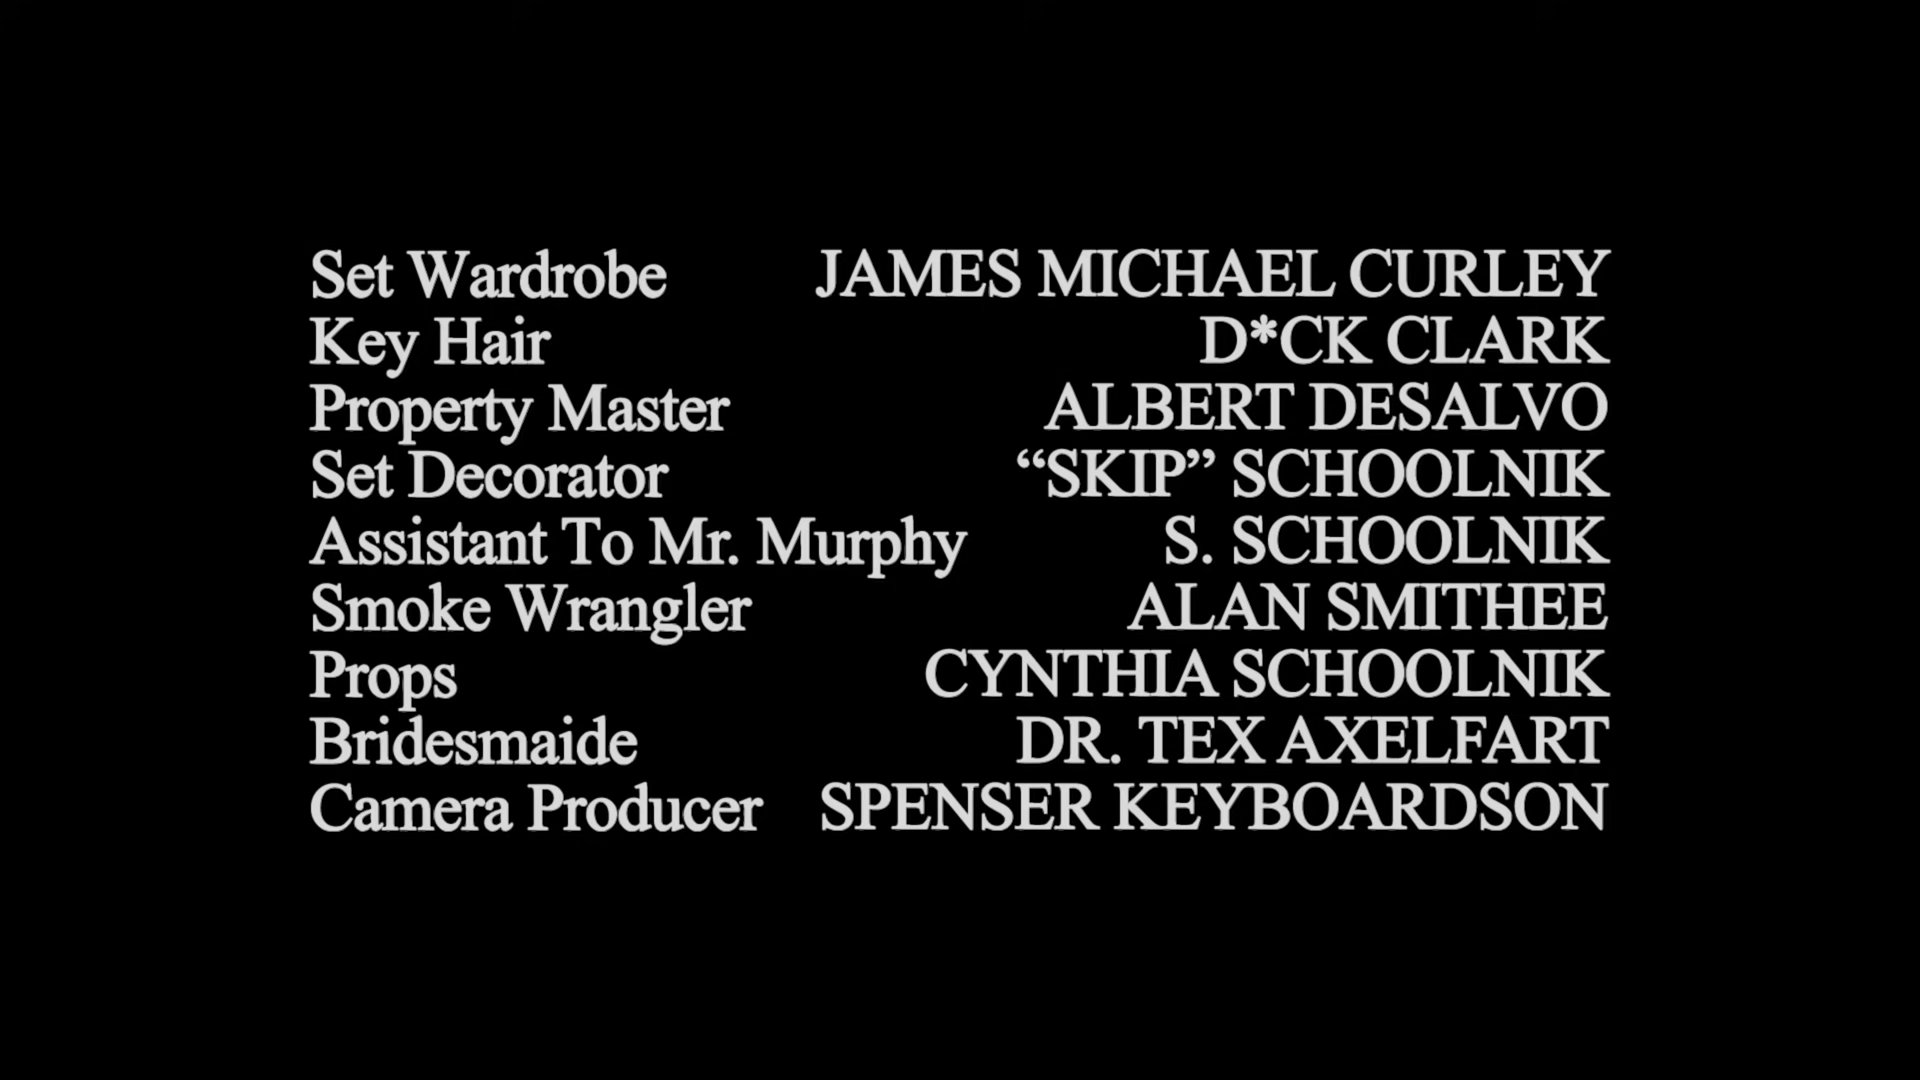 Set Wardrobe JAMES MICHAEL CURLEY
Key Hair D*CK CLARK
Property Master ALBERT DESALVO
Set Decorator “SKIP” SCHOOLNIK
Assistant To Mr. Murphy S. SCHOOLNIK
Smoke Wrangler ALAN SMITHEE
Props CYNTHIA SCHOOLNIK
Bridesmaide DR. TEX AXELFART
Camera Producer SPENSER KEYBOARDSON